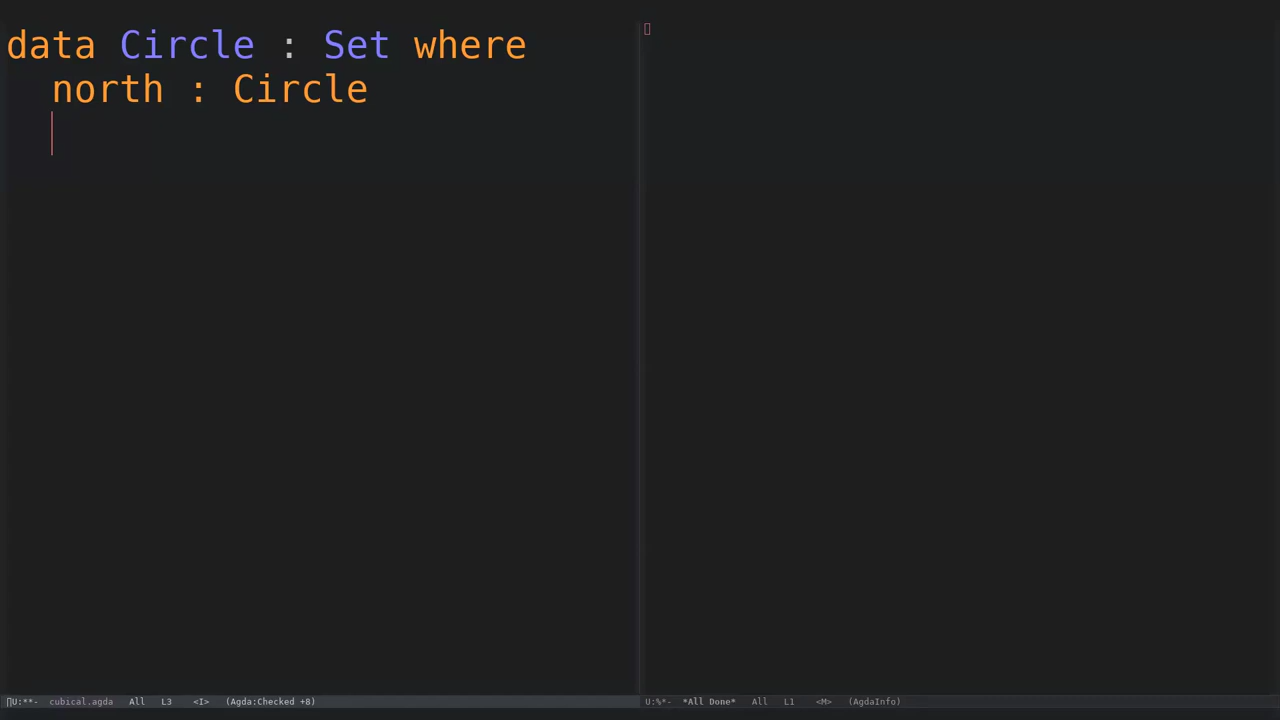 data Circle : Set where
  north : Circle
U:**- cubical.agda All L3 <I> (Agda:Checked +8)
U:%*- *All Done* All L1 <M> (AgdaInfo)